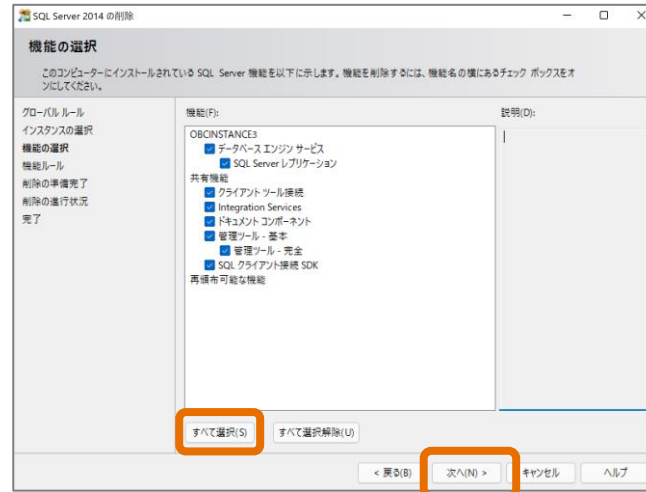 SQL Server 2014 の削除
機能の選択
このコンピューターにインストールされている SQL Server 機能を以下に示します。機能を削除するには、機能名の横にあるチェック ボックスをオ
ンにしてください。
グローバル ルール
インスタンスの選択
機能の選択
機能ルール
削除の準備完了
削除の進行状況
完了
機能(F):
OBCINSTANCE3
データベース エンジン サービス
SQL Server レプリケーション
共有機能
クライアント ツール接続
Integration Services
ドキュメント コンポーネント
管理ツール - 基本
管理ツール - 完全
SQL クライアント接続 SDK
再頒布可能な機能
説明(D):
すべて選択(S)
すべて選択解除(U)
< 戻る(B)
次へ(N) >
キャンセル
ヘルプ